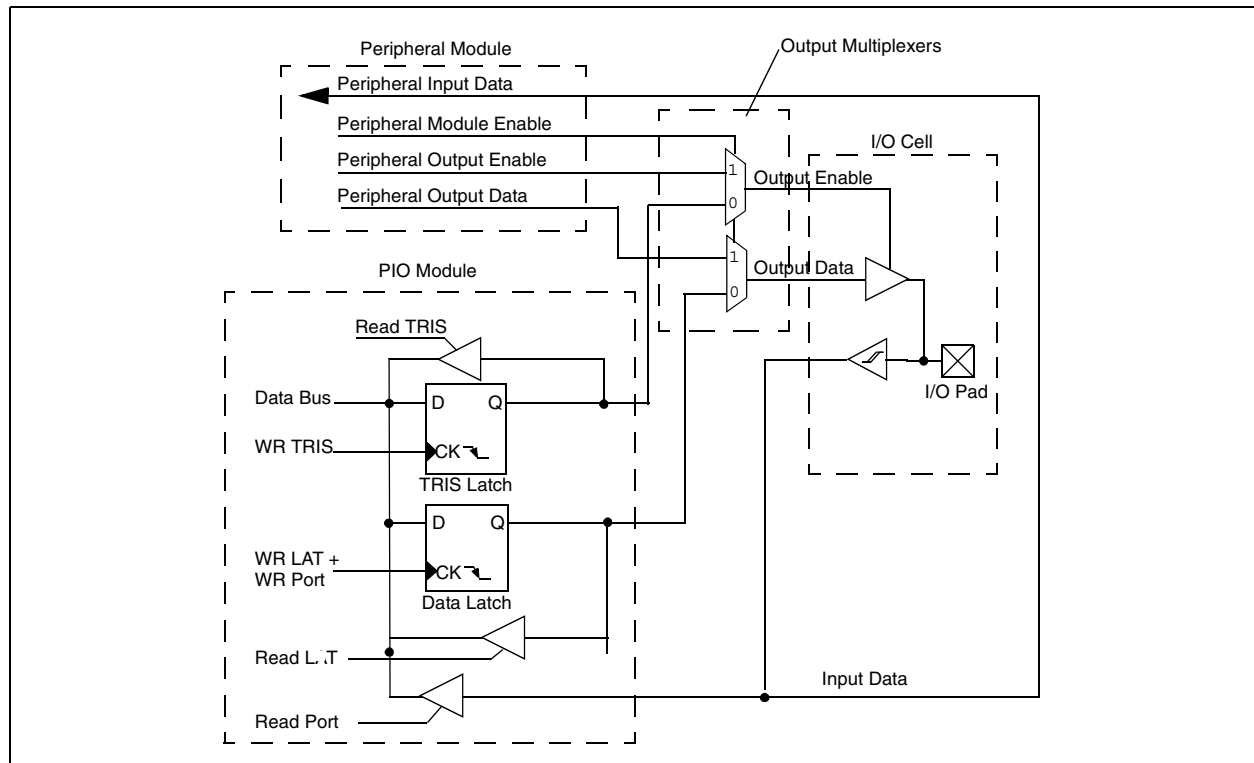 Peripheral Module
Output Multiplexers
Peripheral Input Data
Peripheral Module Enable
I/O Cell
Peripheral Output Enable
1
Output Enable
Peripheral Output Data
0
PIO Module
1
Output Data
0
Read TRIS
I/O Pad
Data Bus
D Q
WR TRIS
CK
TRIS Latch
D Q
WR LAT +
WR Port
CK
Data Latch
Read LAT
Input Data
Read Port